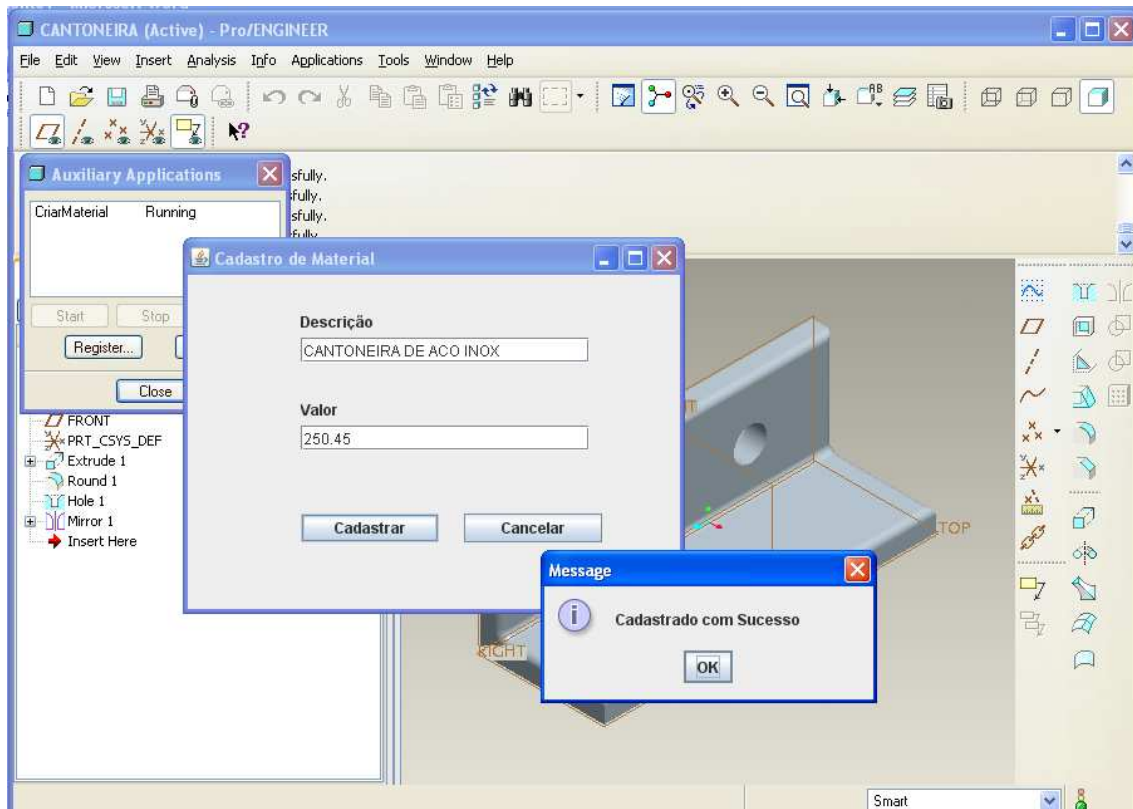 CANTONEIRA (Active) - Pro/ENGINEER
File Edit View Insert Analysis Info Applications Tools Window Help
Auxiliary Applications
sfully.
sfully.
sfully.
CriarMaterial Running
Start Stop
Register...
Close
Cadastro de Material
Descrição
CANTONEIRA DE ACO INOX
Valor
250.45
Cadastrar Cancelar
Message
Cadastrado com Sucesso
OK
FRONT
PRT_CSYS_DEF
Extrude 1
Round 1
Hole 1
Mirror 1
Insert Here
TOP
RIGHT
Smart